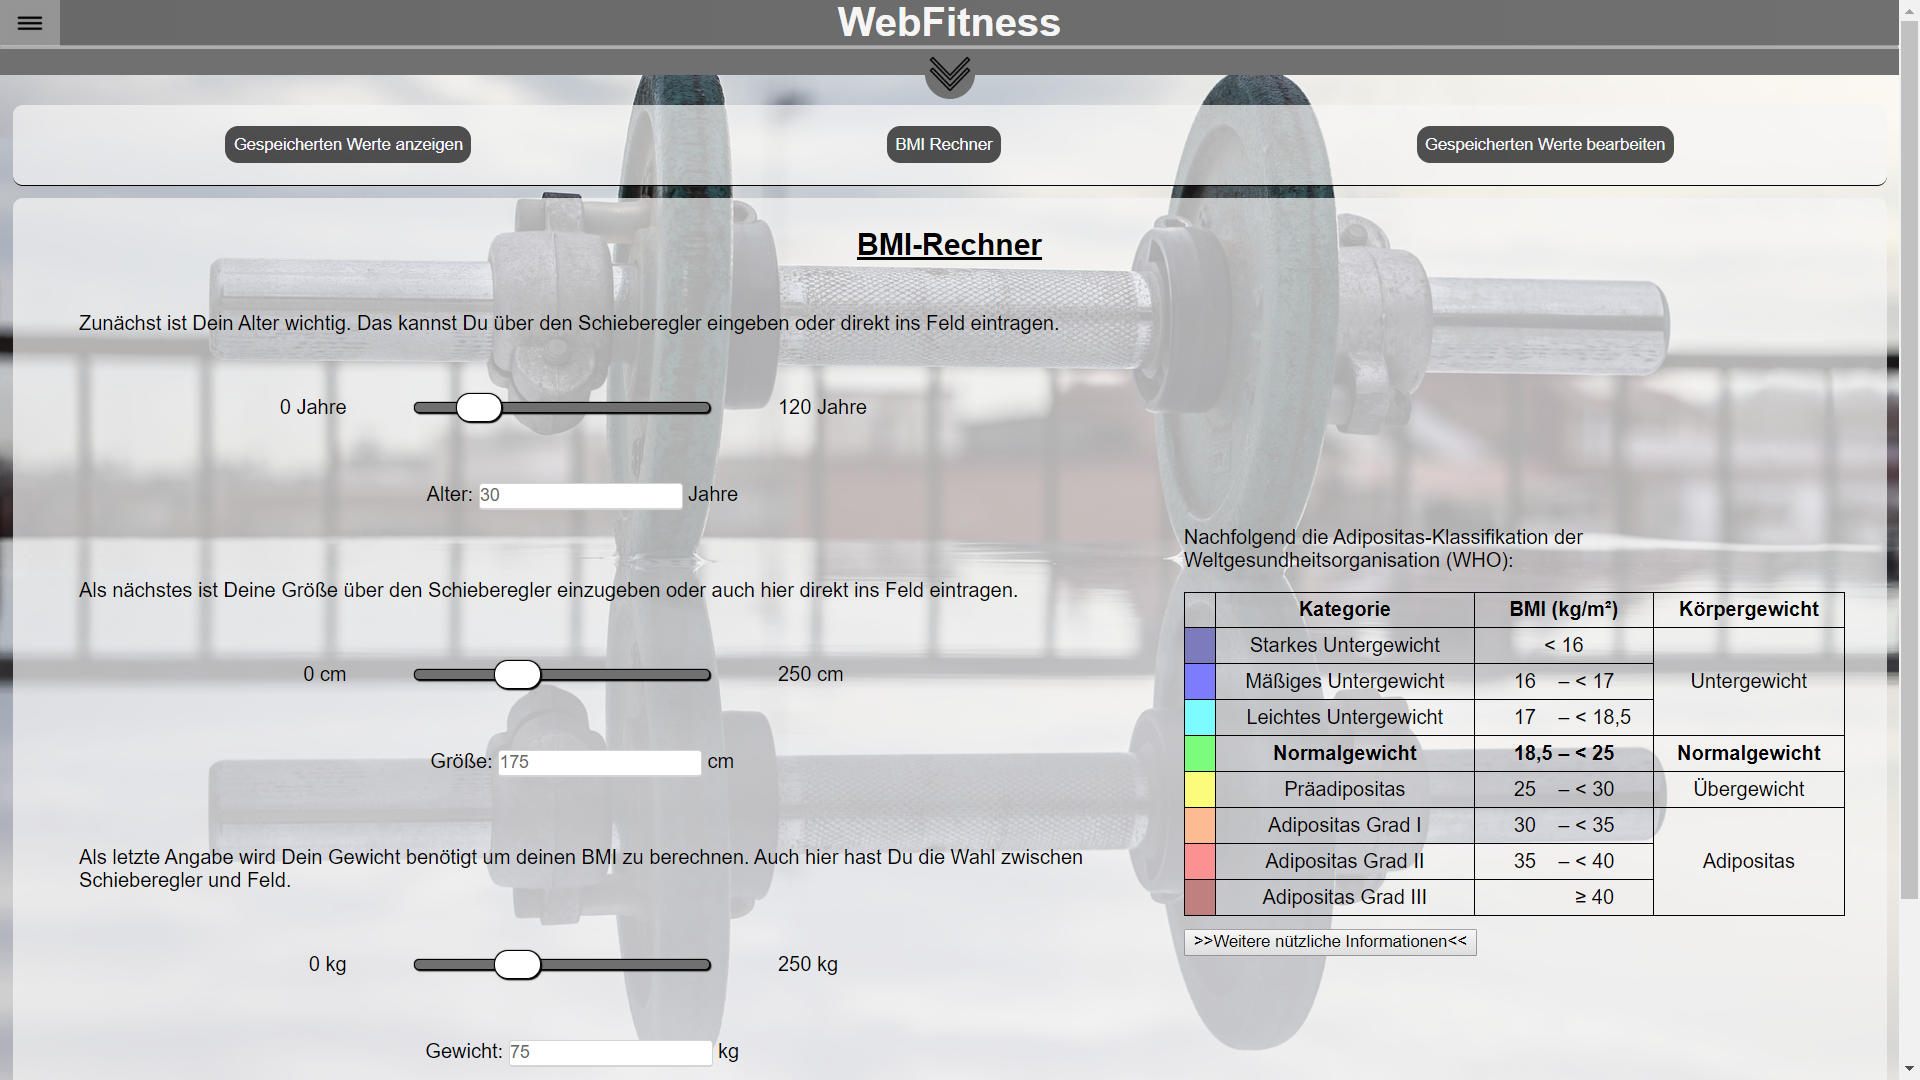 WebFitness
Gespeicherten Werte anzeigen
BMI Rechner
Gespeicherten Werte bearbeiten
BMI-Rechner
Zunächst ist Dein Alter wichtig. Das kannst Du über den Schieberegler eingeben oder direkt ins Feld eintragen.
0 Jahre 120 Jahre
Alter: 30 Jahre
Als nächstes ist Deine Größe über den Schieberegler einzugeben oder auch hier direkt ins Feld eintragen.
0 cm 250 cm
Größe: 175 cm
Als letzte Angabe wird Dein Gewicht benötigt um deinen BMI zu berechnen. Auch hier hast Du die Wahl zwischen
Schieberegler und Feld.
0 kg 250 kg
Gewicht: 75 kg
Nachfolgend die Adipositas-Klassifikation der
Weltgesundheitsorganisation (WHO):
Kategorie BMI (kg/m²) Körpergewicht
Starkes Untergewicht < 16
Mäßiges Untergewicht 16 – < 17 Untergewicht
Leichtes Untergewicht 17 – < 18,5
Normalgewicht 18,5 – < 25 Normalgewicht
Präadipositas 25 – < 30 Übergewicht
Adipositas Grad I 30 – < 35
Adipositas Grad II 35 – < 40 Adipositas
Adipositas Grad III ≥ 40
>>Weitere nützliche Informationen<<